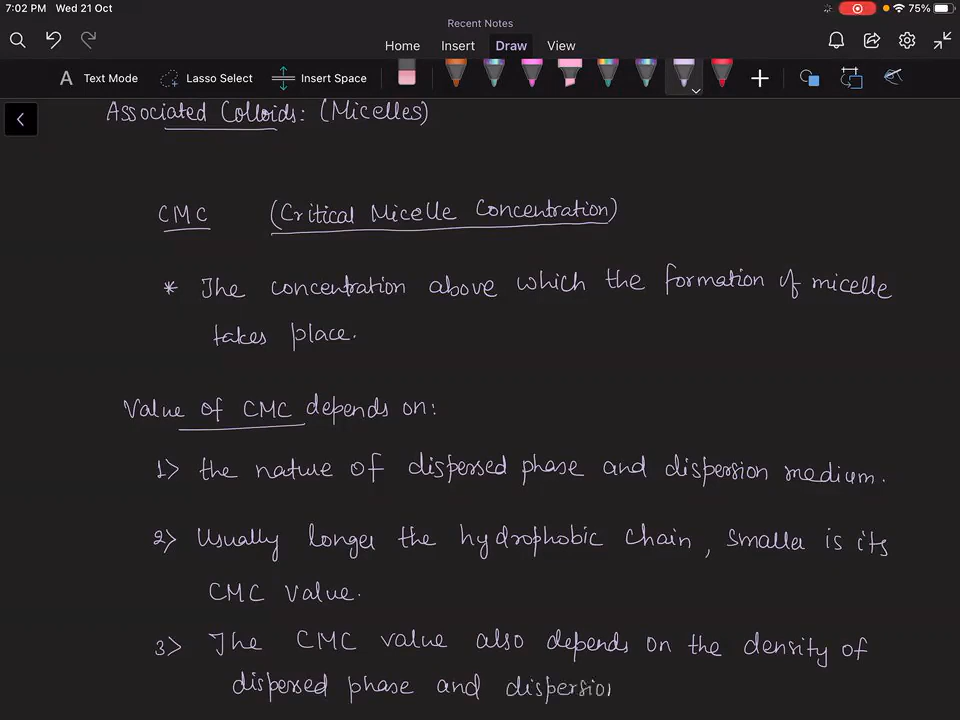 7:02 PM Wed 21 Oct
75%
Recent Notes
Home Insert Draw View
A Text Mode Lasso Select Insert Space
Associated Colloids: (Micelles)
CMC (Critical Micelle Concentration)
* The concentration above which the formation of micelle
takes place.
Value of CMC depends on:
1> the nature of dispersed phase and dispersion medium.
2> Usually longer the hydrophobic chain, smaller is its
CMC value.
3> The CMC value also depends on the density of
dispersed phase and dispersion